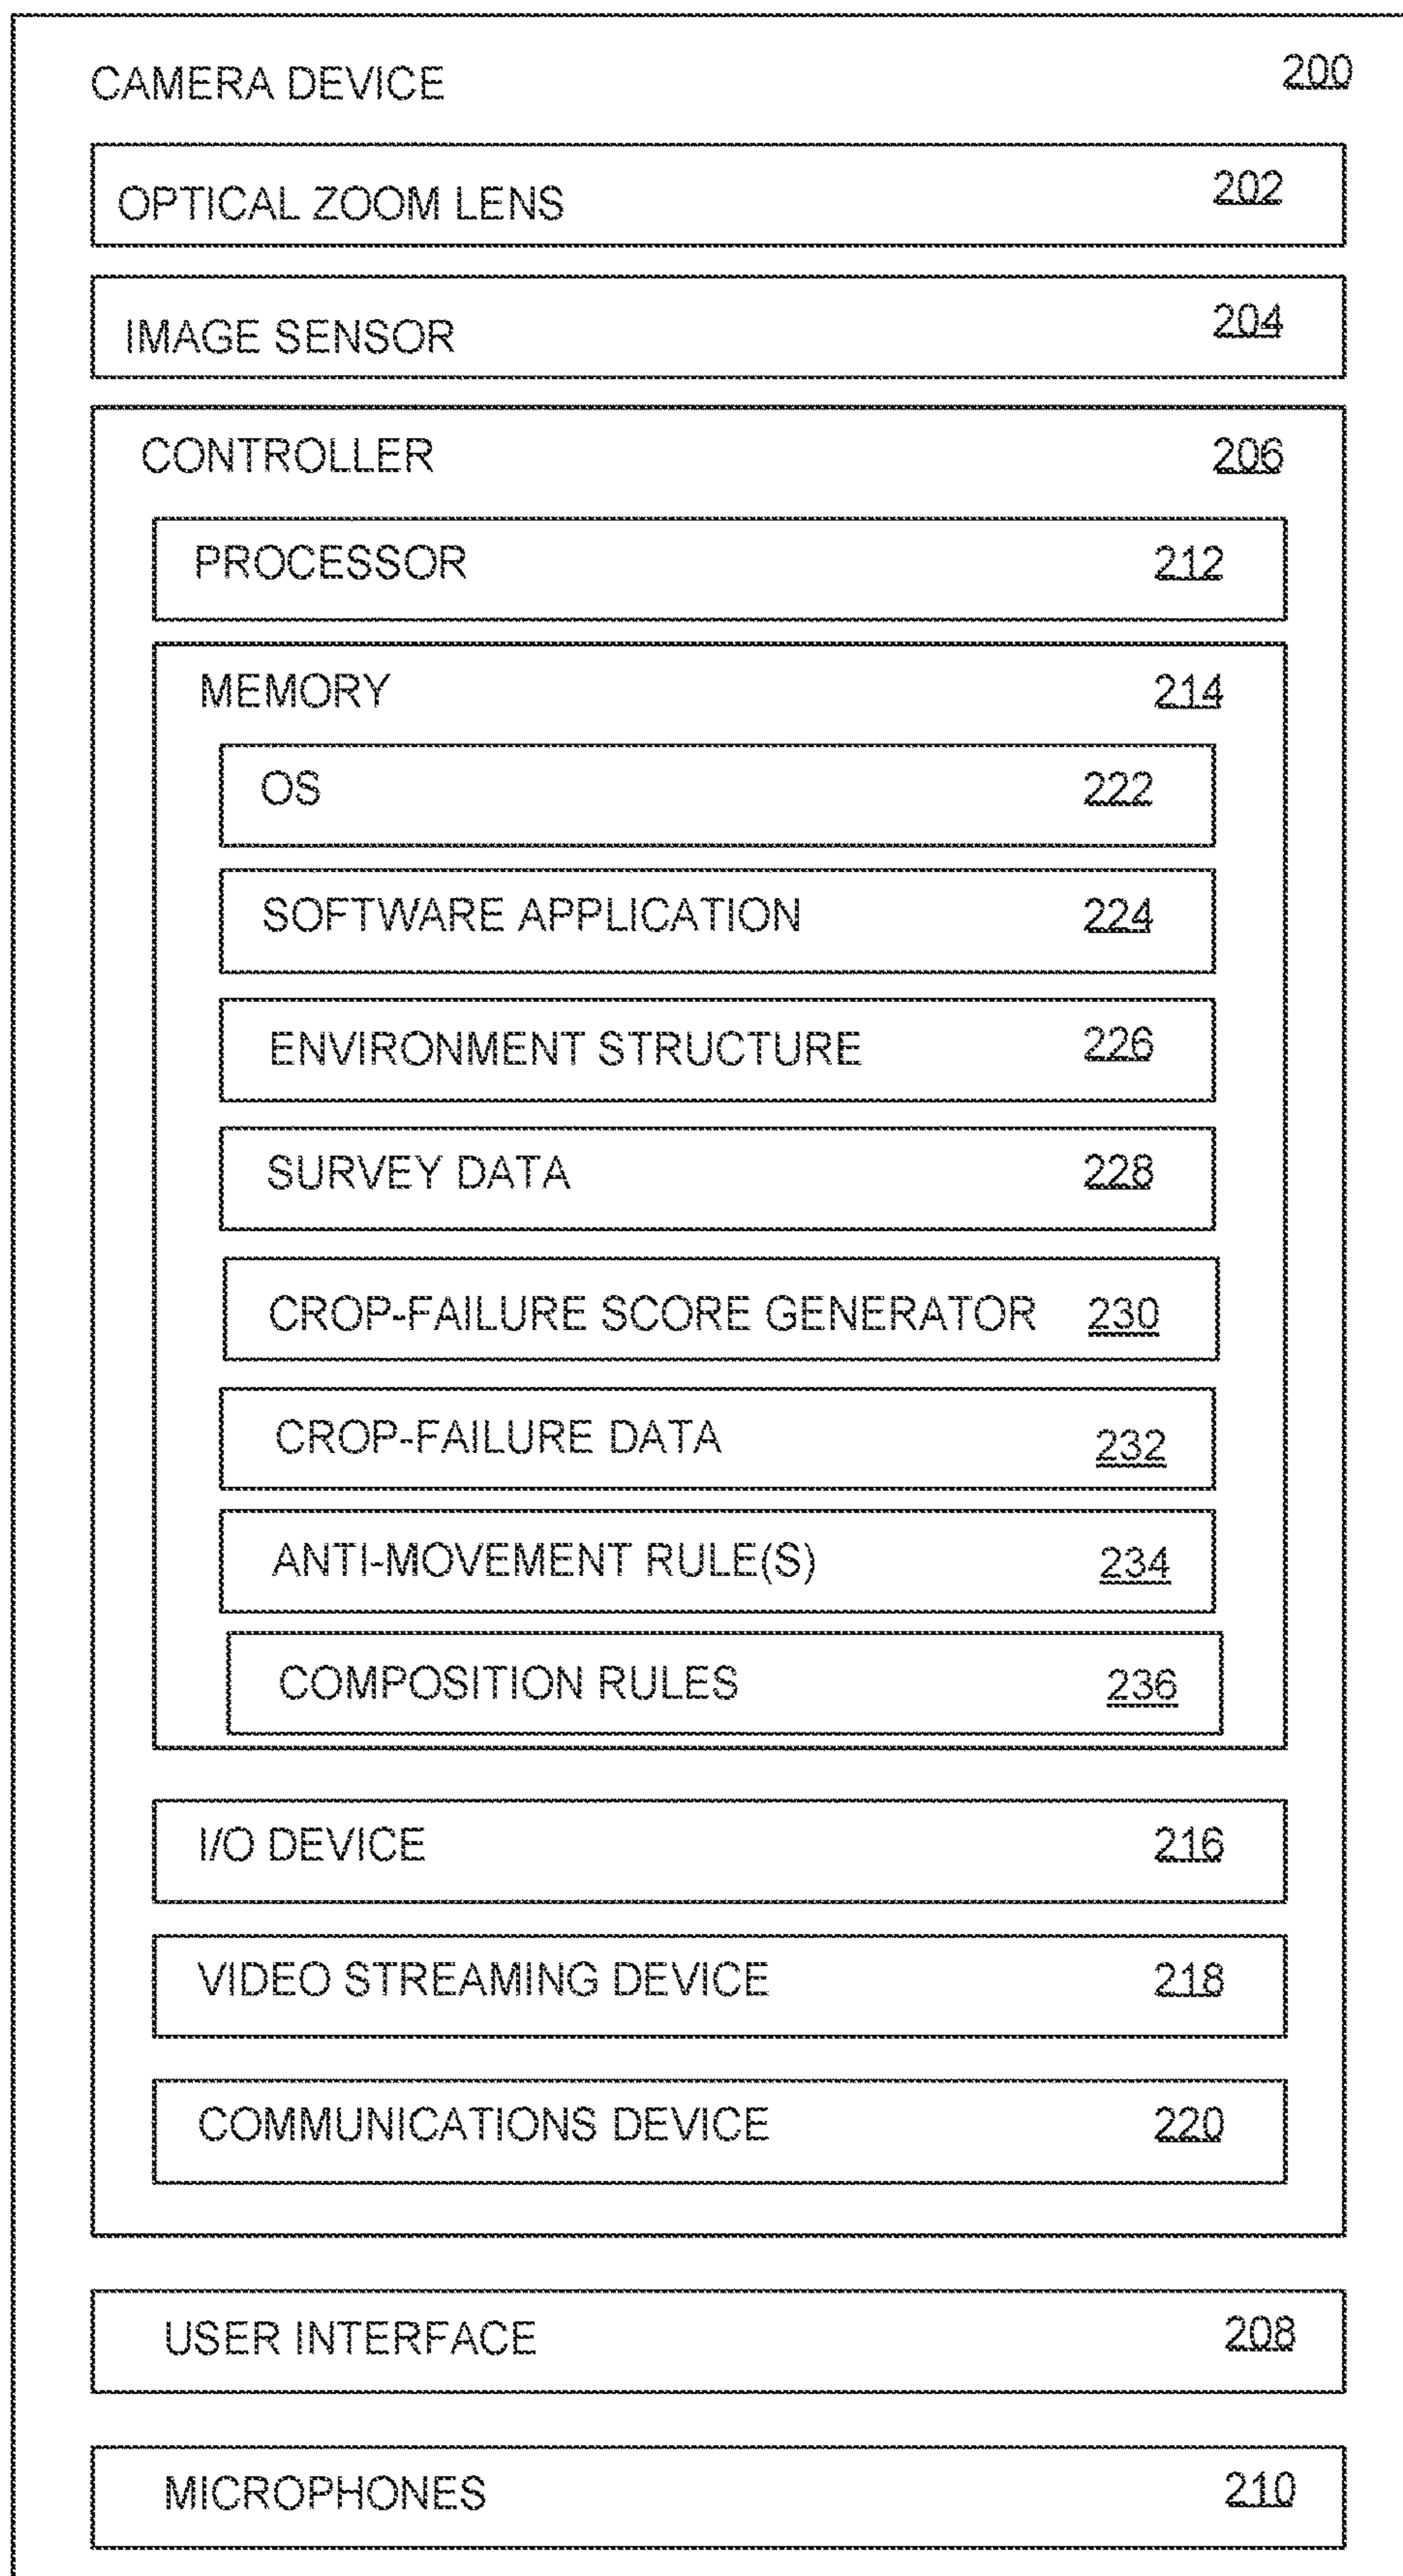 CAMERA DEVICE 200
OPTICAL ZOOM LENS 202
IMAGE SENSOR 204
CONTROLLER 206
PROCESSOR 212
MEMORY 214
OS 222
SOFTWARE APPLICATION 224
ENVIRONMENT STRUCTURE 226
SURVEY DATA 228
CROP-FAILURE SCORE GENERATOR 230
CROP-FAILURE DATA 232
ANTI-MOVEMENT RULE(S) 234
COMPOSITION RULES 236
I/O DEVICE 216
VIDEO STREAMING DEVICE 218
COMMUNICATIONS DEVICE 220
USER INTERFACE 208
MICROPHONES 210